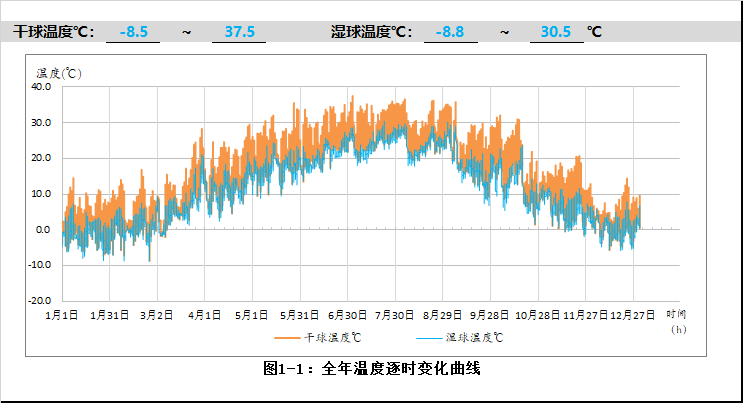 干球温度℃： -8.5 ~ 37.5 湿球温度℃： -8.8 ~ 30.5 ℃
温度(℃)
40.0
30.0
20.0
10.0
0.0
-10.0
-20.0
1月1日 1月31日 3月2日 4月1日 5月1日 5月31日 6月30日 7月30日 8月29日 9月28日 10月28日 11月27日 12月27日 时间
(h)
干球温度℃ 湿球温度℃
图1-1：全年温度逐时变化曲线